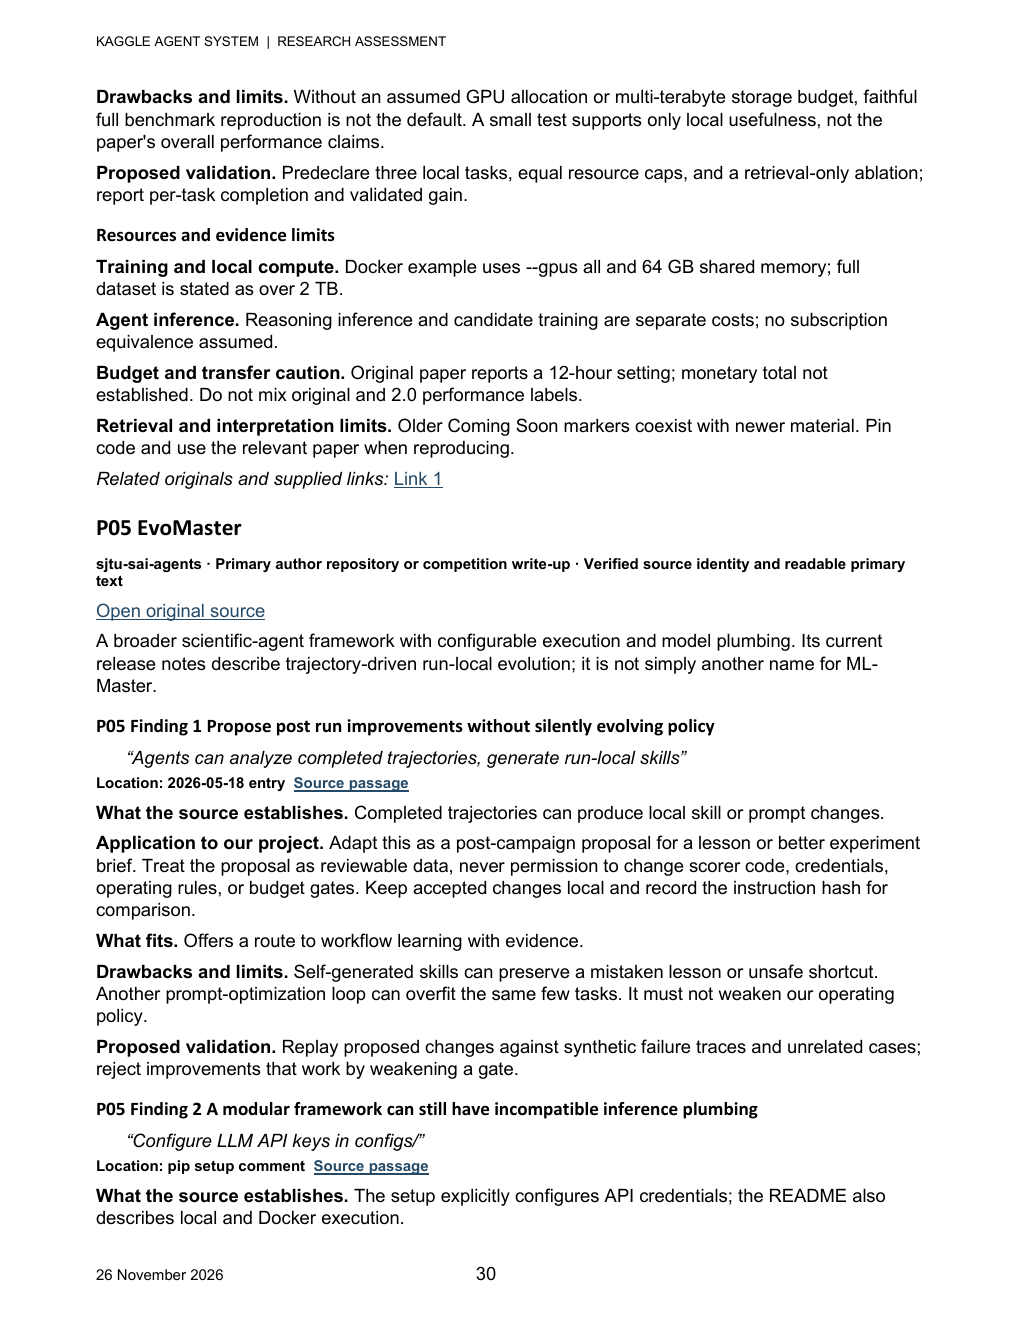 KAGGLE AGENT SYSTEM | RESEARCH ASSESSMENT
Drawbacks and limits. Without an assumed GPU allocation or multi-terabyte storage budget, faithful
full benchmark reproduction is not the default. A small test supports only local usefulness, not the
paper's overall performance claims.
Proposed validation. Predeclare three local tasks, equal resource caps, and a retrieval-only ablation;
report per-task completion and validated gain.
Resources and evidence limits
Training and local compute. Docker example uses --gpus all and 64 GB shared memory; full
dataset is stated as over 2 TB.
Agent inference. Reasoning inference and candidate training are separate costs; no subscription
equivalence assumed.
Budget and transfer caution. Original paper reports a 12-hour setting; monetary total not
established. Do not mix original and 2.0 performance labels.
Retrieval and interpretation limits. Older Coming Soon markers coexist with newer material. Pin
code and use the relevant paper when reproducing.
Related originals and supplied links: Link 1
P05 EvoMaster
sjtu-sai-agents · Primary author repository or competition write-up · Verified source identity and readable primary
text
Open original source
A broader scientific-agent framework with configurable execution and model plumbing. Its current
release notes describe trajectory-driven run-local evolution; it is not simply another name for ML-
Master.
P05 Finding 1 Propose post run improvements without silently evolving policy
“Agents can analyze completed trajectories, generate run-local skills”
Location: 2026-05-18 entry Source passage
What the source establishes. Completed trajectories can produce local skill or prompt changes.
Application to our project. Adapt this as a post-campaign proposal for a lesson or better experiment
brief. Treat the proposal as reviewable data, never permission to change scorer code, credentials,
operating rules, or budget gates. Keep accepted changes local and record the instruction hash for
comparison.
What fits. Offers a route to workflow learning with evidence.
Drawbacks and limits. Self-generated skills can preserve a mistaken lesson or unsafe shortcut.
Another prompt-optimization loop can overfit the same few tasks. It must not weaken our operating
policy.
Proposed validation. Replay proposed changes against synthetic failure traces and unrelated cases;
reject improvements that work by weakening a gate.
P05 Finding 2 A modular framework can still have incompatible inference plumbing
“Configure LLM API keys in configs/”
Location: pip setup comment Source passage
What the source establishes. The setup explicitly configures API credentials; the README also
describes local and Docker execution.
26 November 2026
30